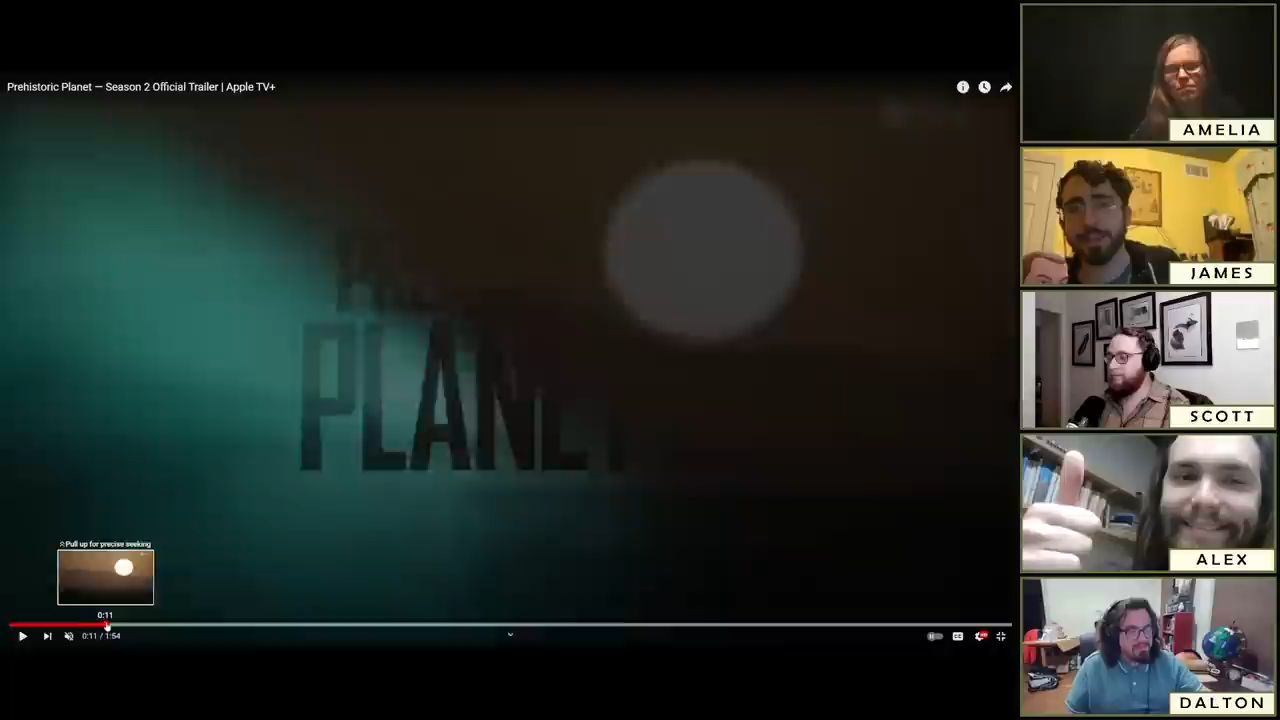 Prehistoric Planet — Season 2 Official Trailer | Apple TV+
AMELIA
JAMES
PLANET
SCOTT
Pull up for precise seeking
ALEX
0:11
0:11 / 1:54
CC
DALTON